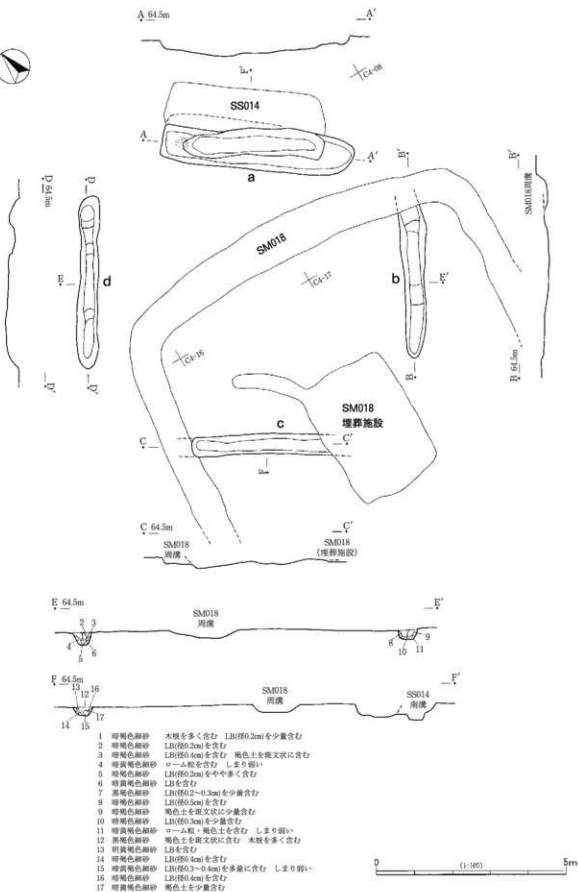 A 64.5m
A′
F′
C4-08
SS014
A
A′
a
B′
B′
SM018周溝
D
D 64.5m
SM018
E
d
b
E′
C4-17
C4-16
D′
D′
B
B 64.5m
SM018
埋葬施設
C
c
C′
F
C 64.5m
C′
SM018
周溝
SM018
(埋葬施設)
E 64.5m
E′
SM018
周溝
2 3
4
5
6
8
9
10
11
F 64.5m
F′
13
12
16
SM018
周溝
SS014
南溝
14
15
17
1 暗褐色細砂 木根を多く含む LB(径0.2cm)を少量含む
2 暗褐色細砂 LB(径0.2cm)を含む
3 暗褐色細砂 LB(径0.4cm)を含む 褐色土を斑文状に含む
4 暗黄褐色細砂 ローム粒を含む しまり弱い
5 暗褐色細砂 LB(径0.2cm)をやや多く含む
6 暗黄褐色細砂 LBを含む
7 黒褐色細砂 LB(径0.2～0.3cm)を少量含む
8 暗褐色細砂 LB(径0.5cm)を含む
9 暗褐色細砂 褐色土を斑文状に少量含む
10 暗褐色細砂 LB(径0.3cm)を少量含む
11 暗黄褐色細砂 ローム粒・褐色土を含む しまり弱い
12 黒褐色細砂 褐色土を斑文状に含む 木根を多く含む
13 明黄褐色細砂 LBを含む
14 暗褐色細砂 LB(径0.4cm)を含む
15 暗黄褐色細砂 LB(径0.3～0.4cm)を多量に含む しまり弱い
16 暗褐色細砂 LB(径0.4cm)を含む
17 暗黄褐色細砂 褐色土を少量含む
0 (1:105) 5m